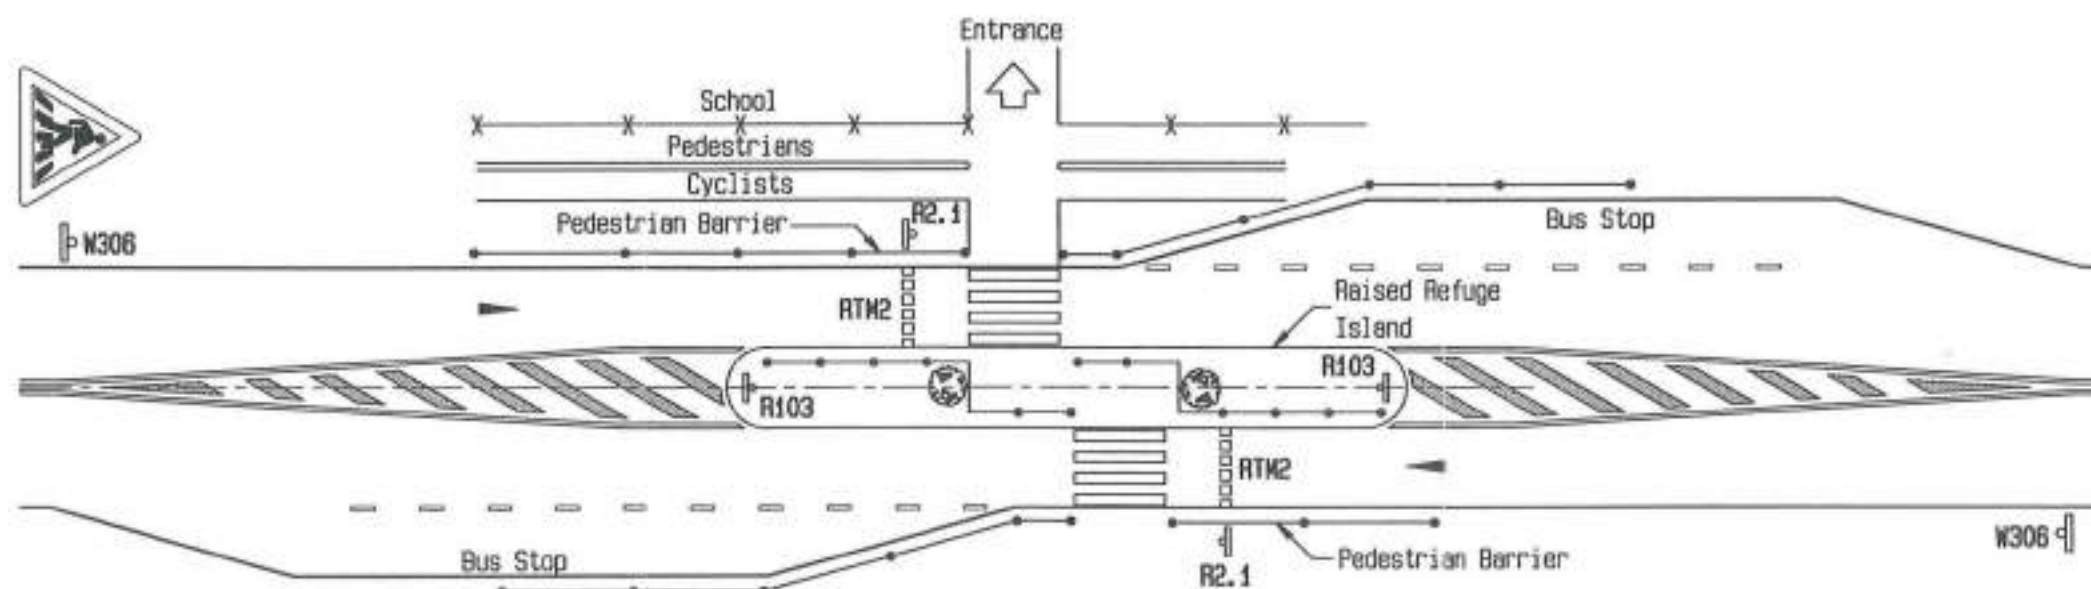 Entrance
School
Pedestrians
Cyclists
Pedestrian Barrier
R2.1
Bus Stop
W306
RTM2
Raised Refuge
Island
R103
R103
RTM2
Bus Stop
R2.1
Pedestrian Barrier
W306